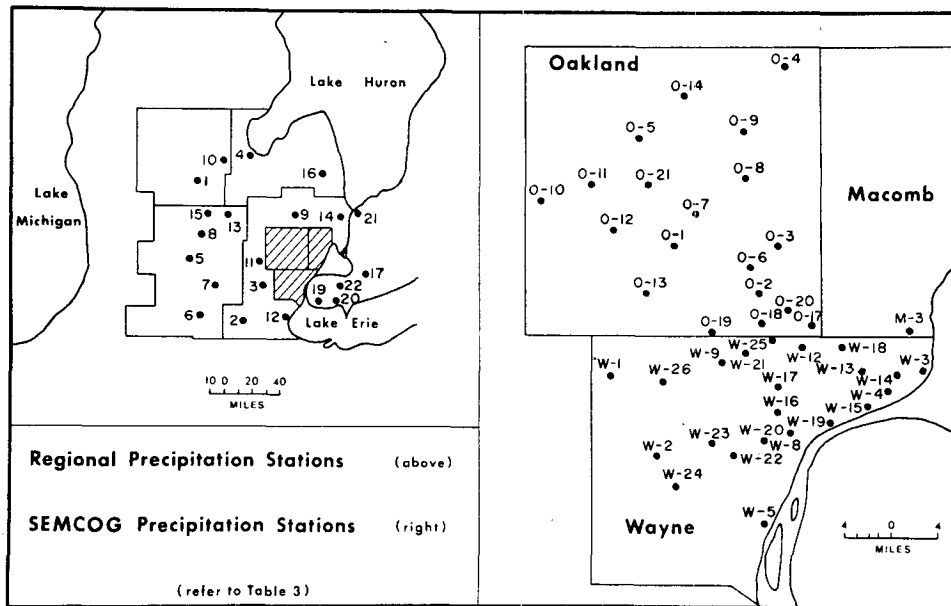 Lake Huron
Lake
Michigan
10
4
1
16
15
13
9
14
21
8
5
11
17
7
3
22
19
20
6
2
12
Lake Erie
10 0 20 40
MILES
Regional Precipitation Stations (above)
SEMCOG Precipitation Stations (right)
(refer to Table 3)
Oakland
O-4
O-14
O-5
O-9
O-11
O-21
O-8
O-10
O-7
Macomb
O-12
O-1
O-3
O-6
O-13
O-2
O-20
O-18
O-17
O-19
M-3
W-25
W-1
W-26
W-9
W-21
W-12
W-18
W-13
W-3
W-14
W-17
W-4
W-16
W-15
W-19
W-23
W-20
W-8
W-2
W-22
W-24
W-5
Wayne
4 0 4
MILES